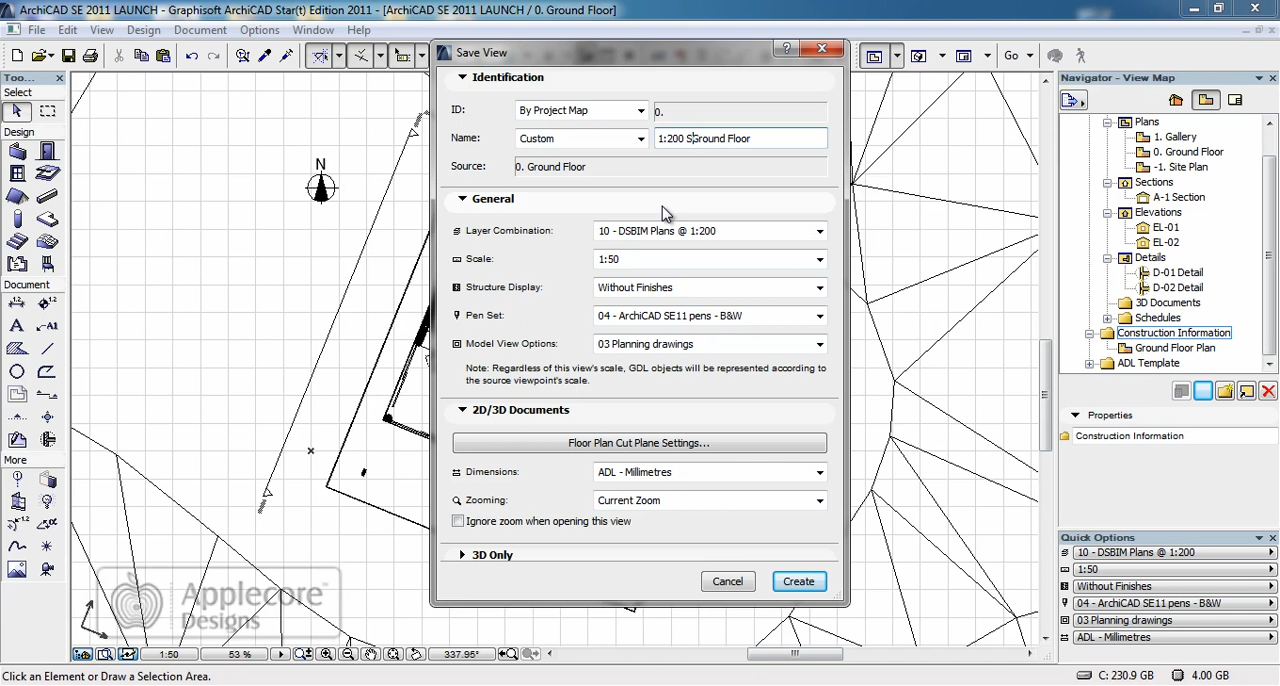 ArchiCAD SE 2011 LAUNCH - Graphisoft ArchiCAD Star(t) Edition 2011 - [ArchiCAD SE 2011 LAUNCH / 0. Ground Floor]
File Edit View Design Document Options Window Help
Go
Too...
Select
Design
Document
A A1
More
N
Save View
Identification
ID: By Project Map 0.
Name: Custom 1:200 SGround Floor
Source: 0. Ground Floor
General
Layer Combination: 10 - DSBIM Plans @ 1:200
Scale: 1:50
Structure Display: Without Finishes
Pen Set: 04 - ArchiCAD SE11 pens - B&W
Model View Options: 03 Planning drawings
Note: Regardless of this view's scale, GDL objects will be represented according to
the source viewpoint's scale.
2D/3D Documents
Floor Plan Cut Plane Settings...
Dimensions: ADL - Millimetres
Zooming: Current Zoom
Ignore zoom when opening this view
3D Only
Cancel Create
Navigator - View Map
Plans
1. Gallery
0. Ground Floor
-1. Site Plan
Sections
A-1 Section
Elevations
EL-01
EL-02
Details
D-01 Detail
D-02 Detail
3D Documents
Schedules
Construction Information
Ground Floor Plan
ADL Template
Properties
Construction Information
Quick Options
10 - DSBIM Plans @ 1:200
1:50
Without Finishes
04 - ArchiCAD SE11 pens - B&W
03 Planning drawings
ADL - Millimetres
Applecore™
Designs
1:50 53 % 337.95°
Click an Element or Draw a Selection Area.
C: 230.9 GB 4.00 GB